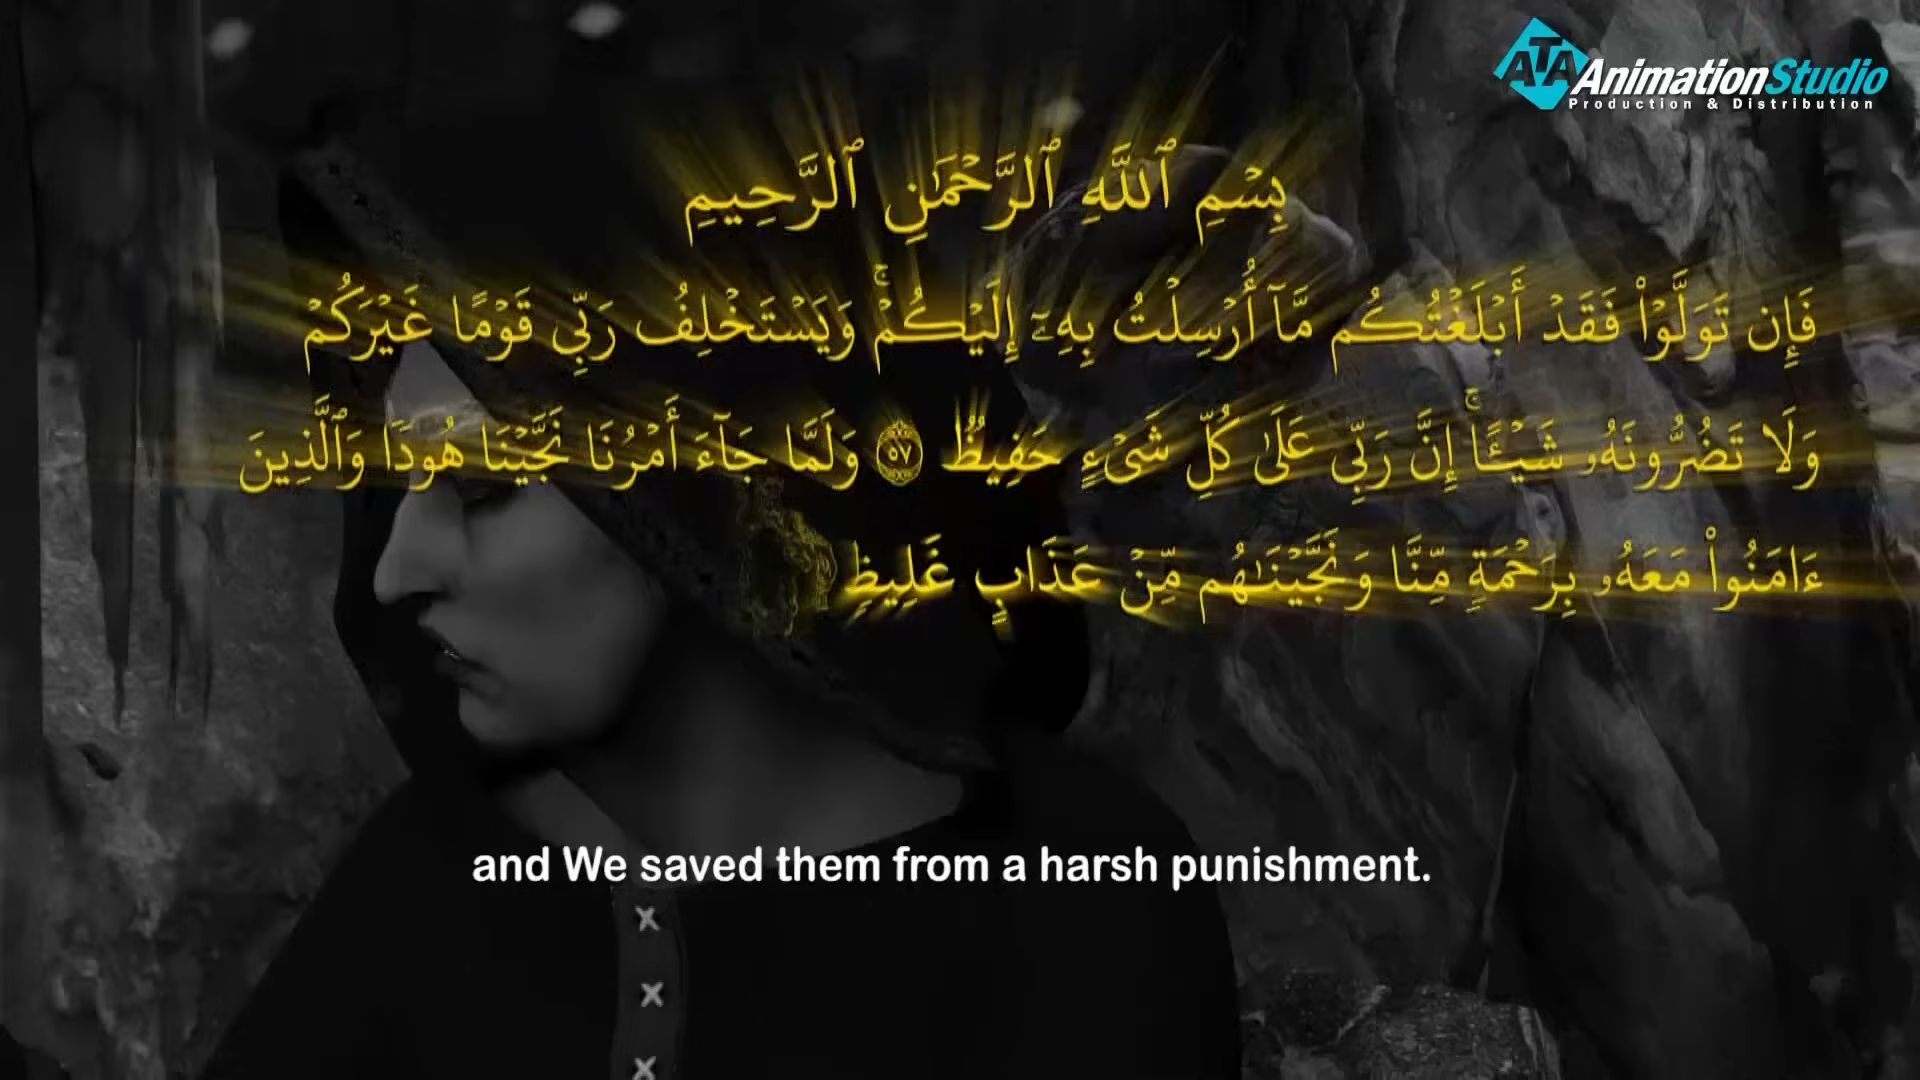 ATA AnimationStudio
Production & Distribution
بِسْمِ ٱللَّهِ ٱلرَّحْمَـٰنِ ٱلرَّحِيمِ
فَإِن تَوَلَّوْا۟ فَقَدْ أَبْلَغْتُكُم مَّآ أُرْسِلْتُ بِهِۦٓ إِلَيْكُمْ ۚ وَيَسْتَخْلِفُ رَبِّى قَوْمًا غَيْرَكُمْ
وَلَا تَضُرُّونَهُۥ شَيْـًٔا ۚ إِنَّ رَبِّى عَلَىٰ كُلِّ شَىْءٍ حَفِيظٌ ۝٥٧ وَلَمَّا جَآءَ أَمْرُنَا نَجَّيْنَا هُودًا وَٱلَّذِينَ
ءَامَنُوا۟ مَعَهُۥ بِرَحْمَةٍ مِّنَّا وَنَجَّيْنَـٰهُم مِّنْ عَذَابٍ غَلِيظٍ
and We saved them from a harsh punishment.